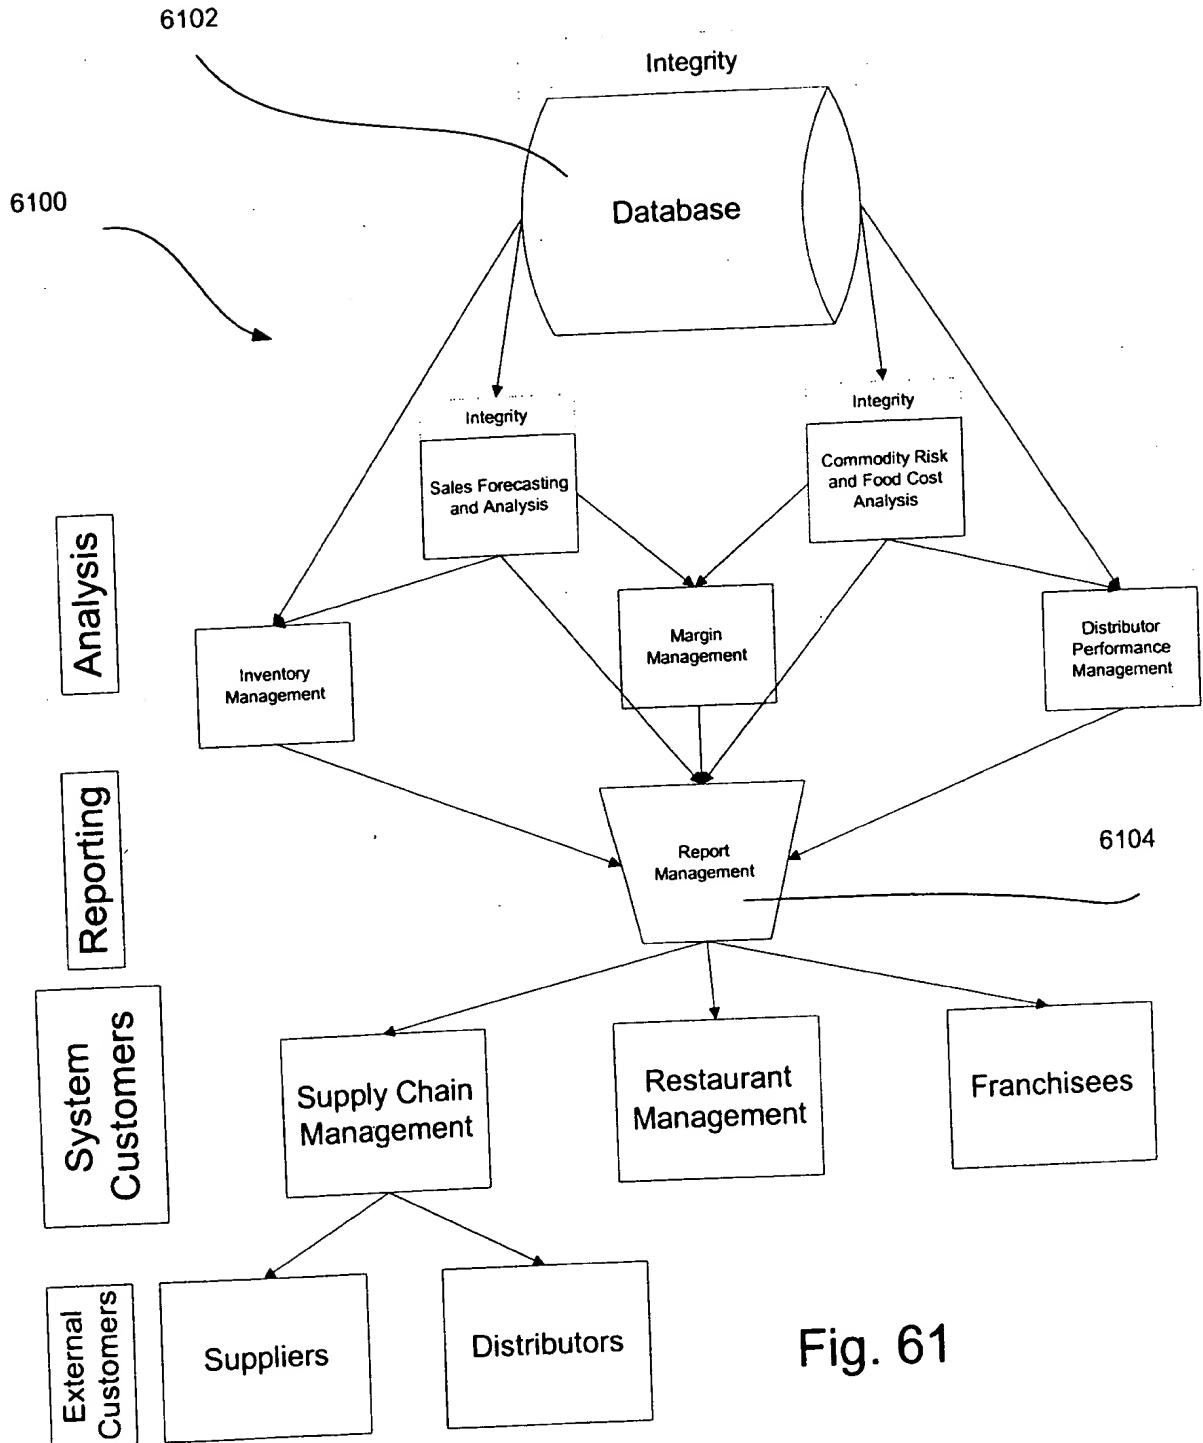 6102
Integrity
6100
Database
Integrity
Integrity
Sales Forecasting
and Analysis
Commodity Risk
and Food Cost
Analysis
Analysis
Inventory
Management
Margin
Management
Distributor
Performance
Management
Reporting
Report
Management
6104
System
Customers
Supply Chain
Management
Restaurant
Management
Franchisees
External
Customers
Suppliers
Distributors
Fig. 61